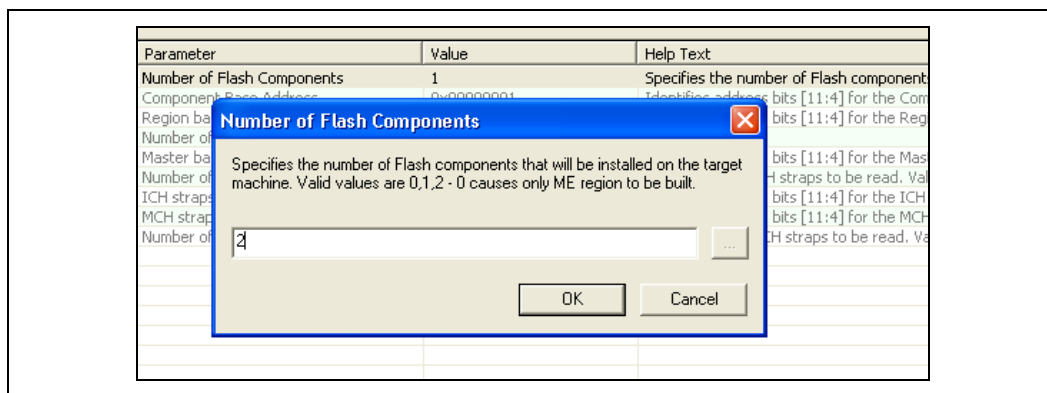 Parameter Value Help Text
Number of Flash Components 1 Specifies the number of Flash component
Component Base Address 0x00000001 Identifies address bits [11:4] for the Com
Region ba bits [11:4] for the Reg
Number of
Master ba bits [11:4] for the Mas
Number of H straps to be read. Val
ICH straps bits [11:4] for the ICH
MCH strap bits [11:4] for the MCH
Number of CH straps to be read. Va
Number of Flash Components
Specifies the number of Flash components that will be installed on the target
machine. Valid values are 0,1,2 - 0 causes only ME region to be built.
2
...
OK Cancel